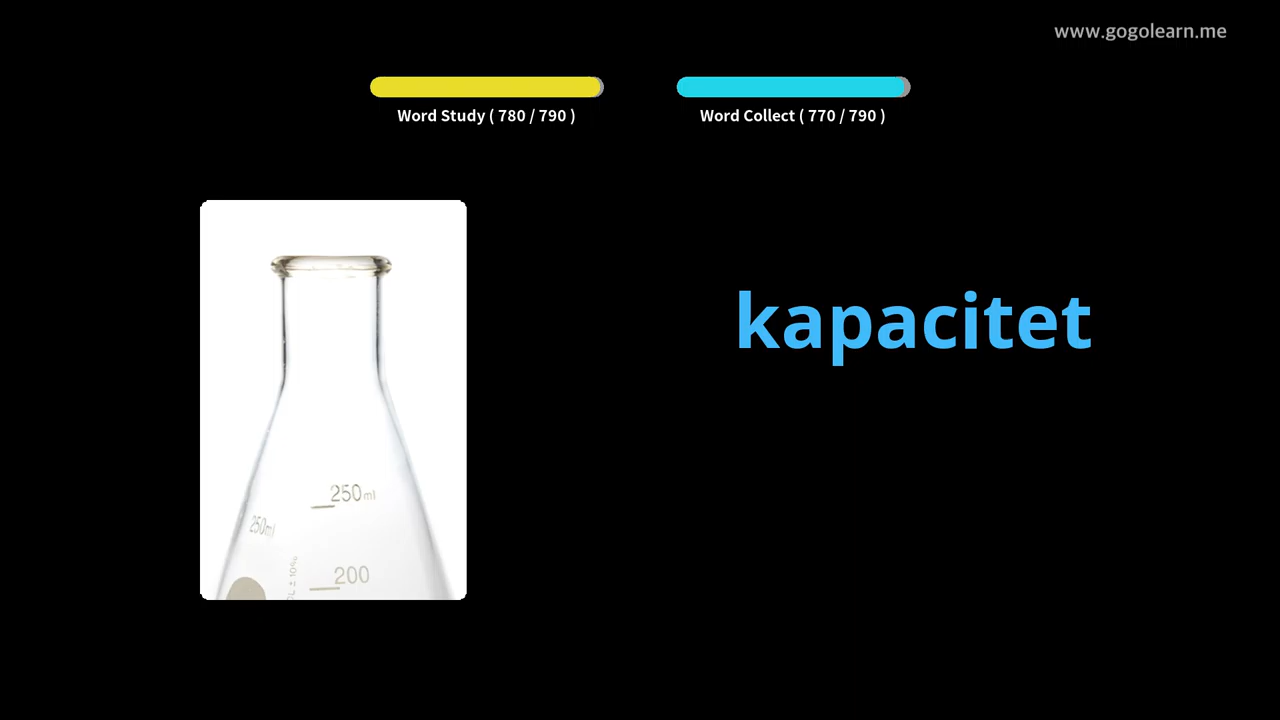 www.gogolearn.me
Word Study ( 780 / 790 )
Word Collect ( 770 / 790 )
kapacitet
250ml
250ml
200